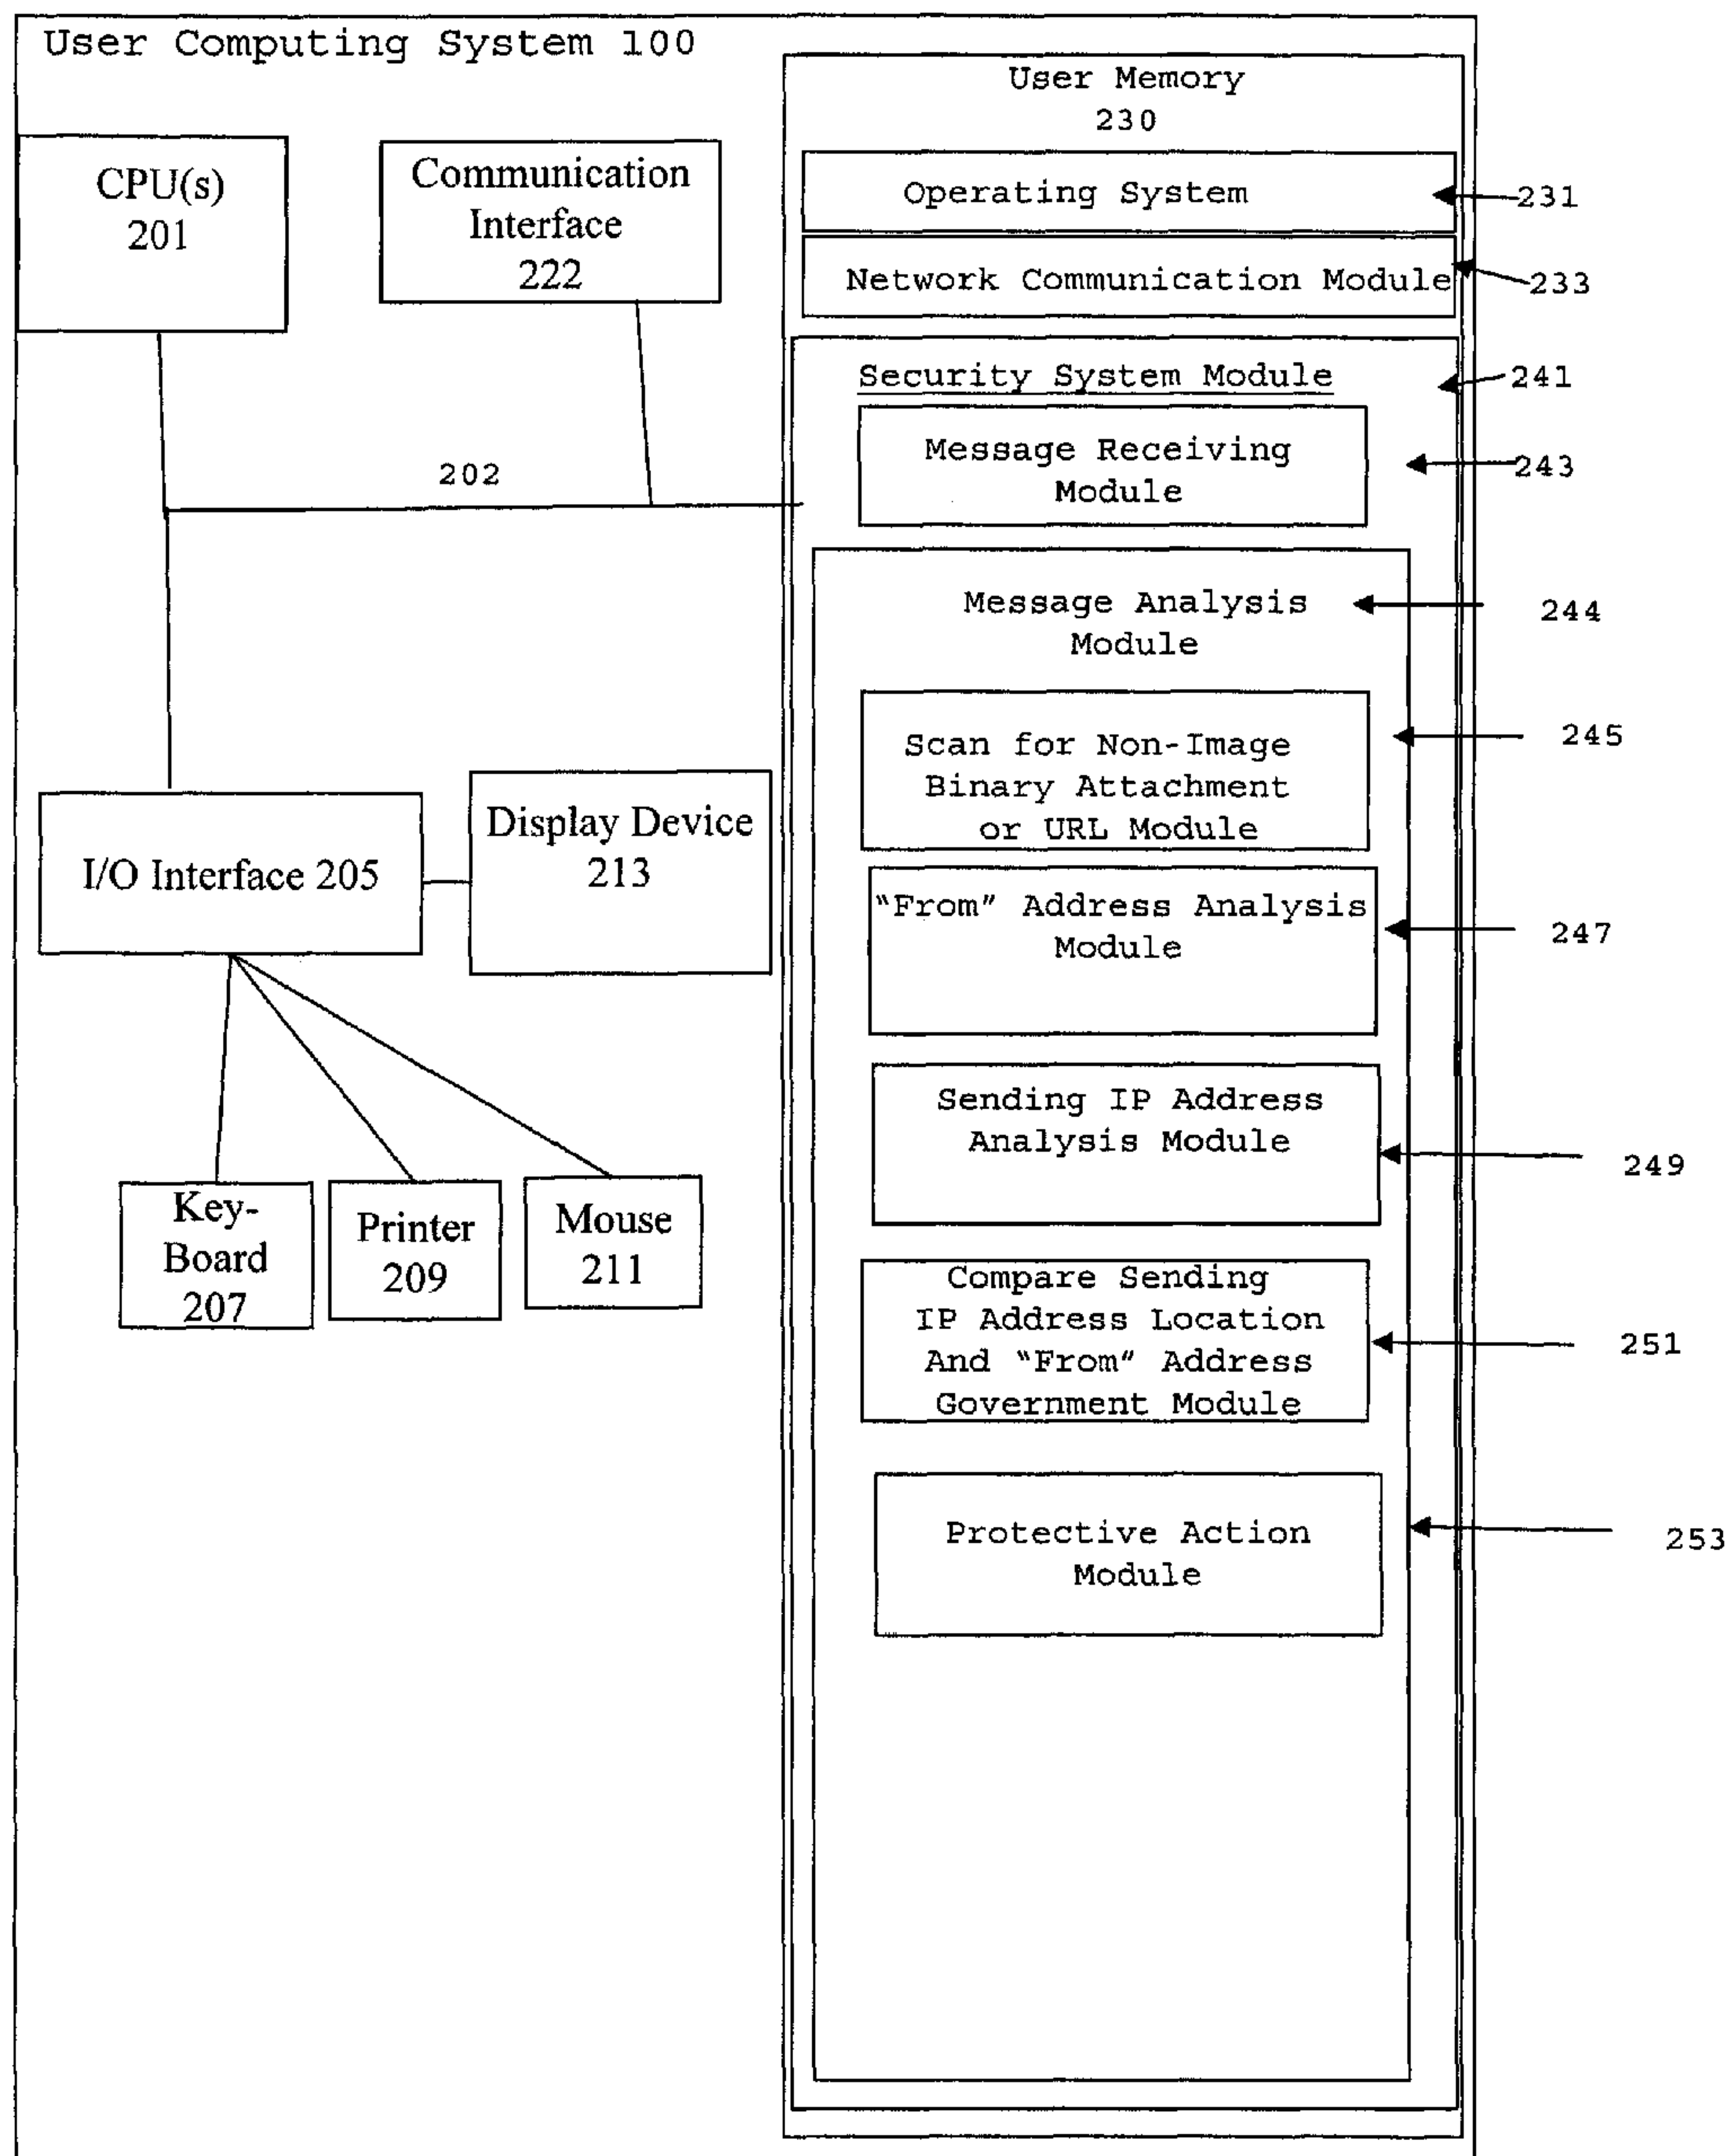 User Computing System 100
CPU(s)
201
Communication
Interface
222
202
I/O Interface 205
Display Device
213
Key-
Board
207
Printer
209
Mouse
211
User Memory
230
Operating System
231
Network Communication Module
233
Security System Module
241
Message Receiving
Module
243
Message Analysis
Module
244
Scan for Non-Image
Binary Attachment
or URL Module
245
"From" Address Analysis
Module
247
Sending IP Address
Analysis Module
249
Compare Sending
IP Address Location
And "From" Address
Government Module
251
Protective Action
Module
253